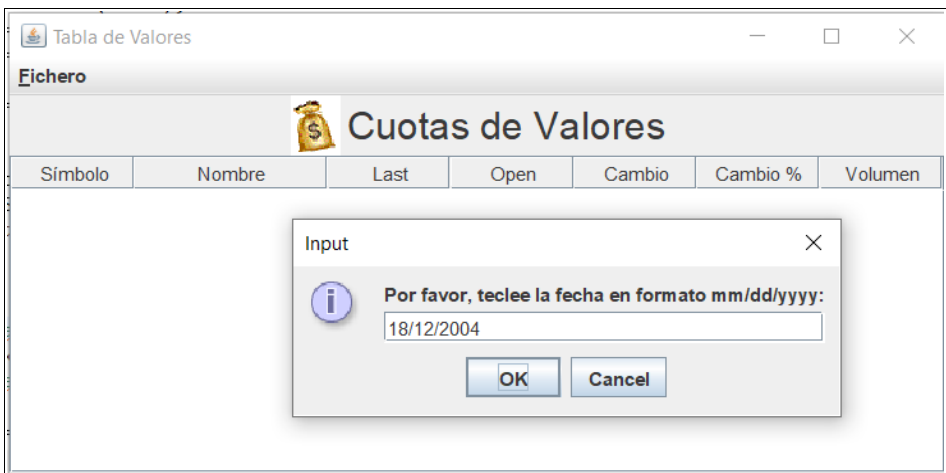 Tabla de Valores
Fichero
$ Cuotas de Valores
Símbolo Nombre Last Open Cambio Cambio % Volumen
Input
i Por favor, teclee la fecha en formato mm/dd/yyyy:
18/12/2004
OK Cancel